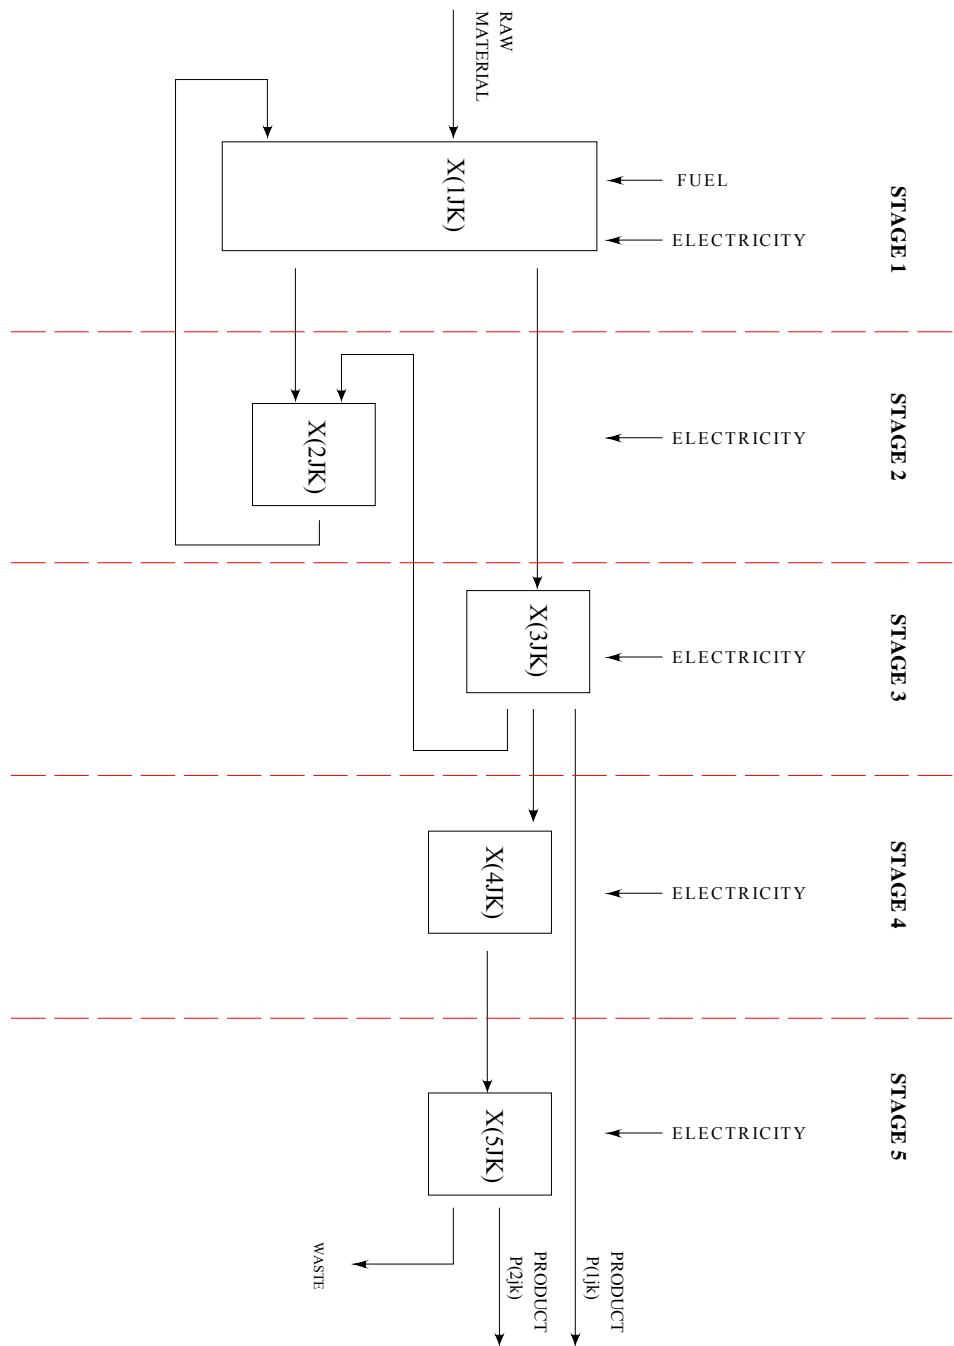 RAW
MATERIAL
X(1JK)
FUEL
ELECTRICITY
STAGE 1
X(2JK)
ELECTRICITY
STAGE 2
X(3JK)
ELECTRICITY
STAGE 3
X(4JK)
ELECTRICITY
STAGE 4
X(5JK)
ELECTRICITY
STAGE 5
WASTE
PRODUCT
P(2jk)
PRODUCT
P(1jk)